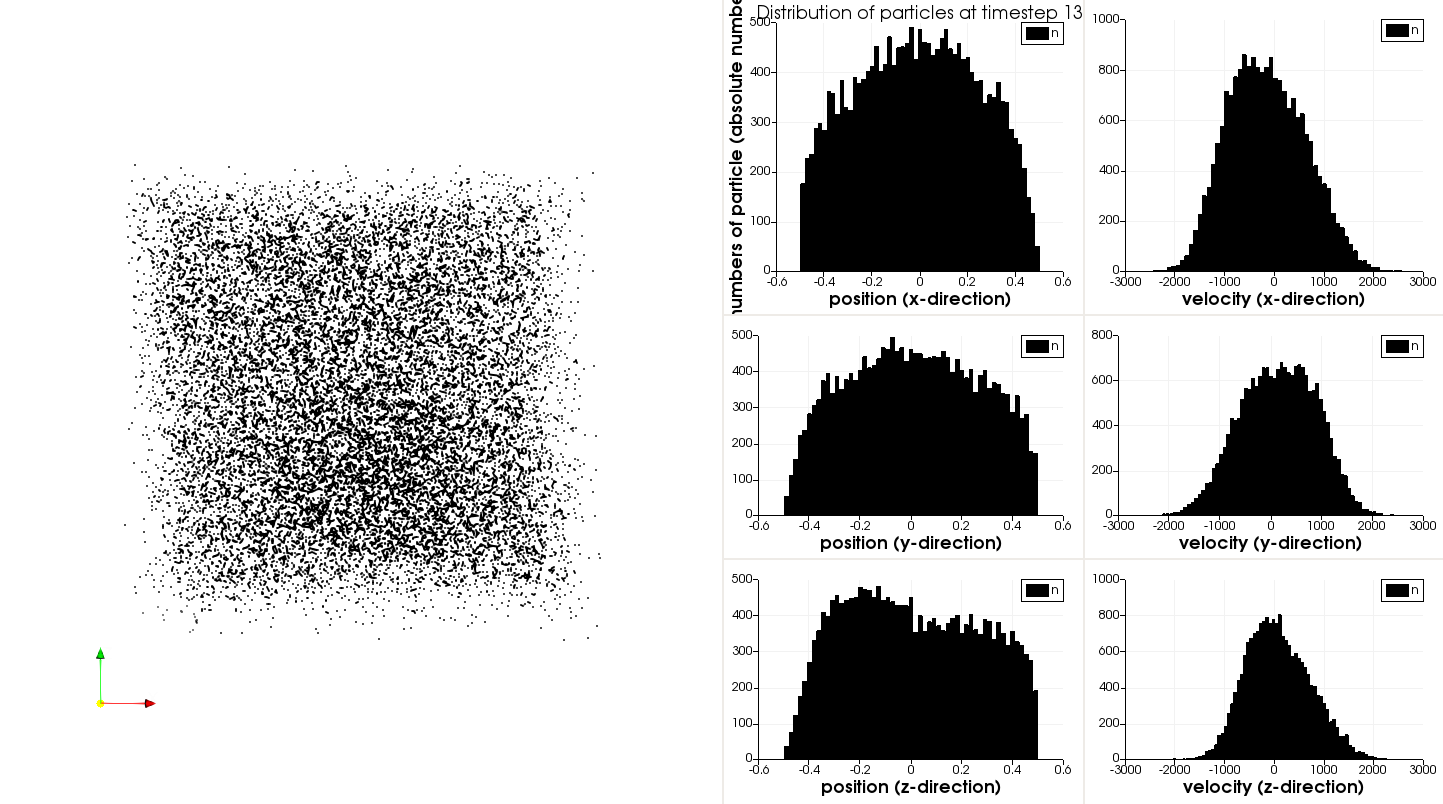 Distribution of particles at timestep 13
numbers of particle (absolute number
500
400
300
200
100
0
n
-0.6 -0.4 -0.2 0 0.2 0.4 0.6
position (x-direction)
1000
800
600
400
200
0
n
-3000 -2000 -1000 0 1000 2000 3000
velocity (x-direction)
500
400
300
200
100
0
n
-0.6 -0.4 -0.2 0 0.2 0.4 0.6
position (y-direction)
800
600
400
200
0
n
-3000 -2000 -1000 0 1000 2000 3000
velocity (y-direction)
500
400
300
200
100
0
n
-0.6 -0.4 -0.2 0 0.2 0.4 0.6
position (z-direction)
1000
800
600
400
200
0
n
-3000 -2000 -1000 0 1000 2000 3000
velocity (z-direction)